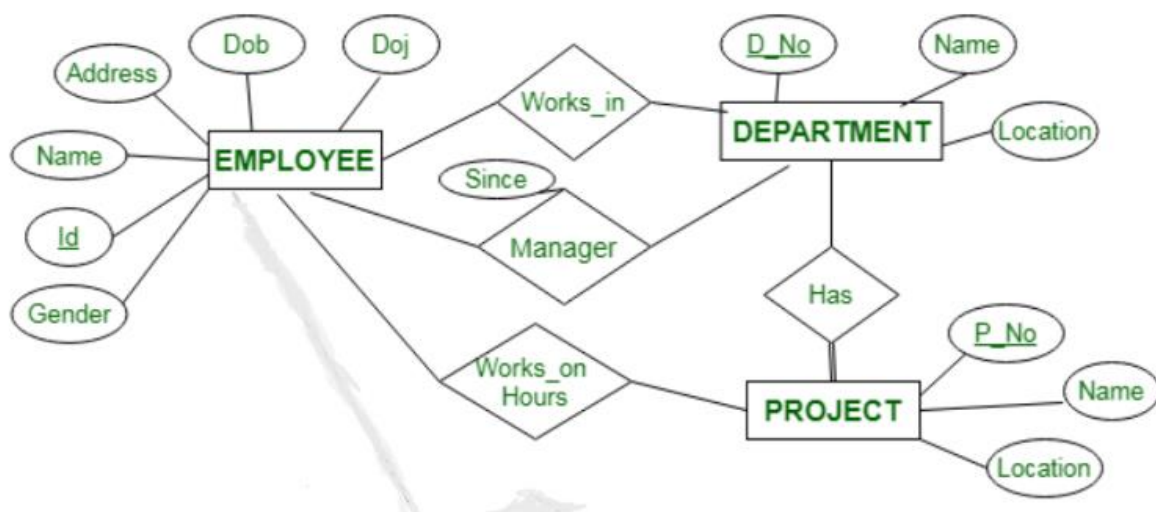 Dob
Doj
D_No
Name
Address
Works_in
DEPARTMENT
Location
Name
EMPLOYEE
Since
Id
Manager
Gender
Has
P_No
Works_on
Hours
Name
PROJECT
Location